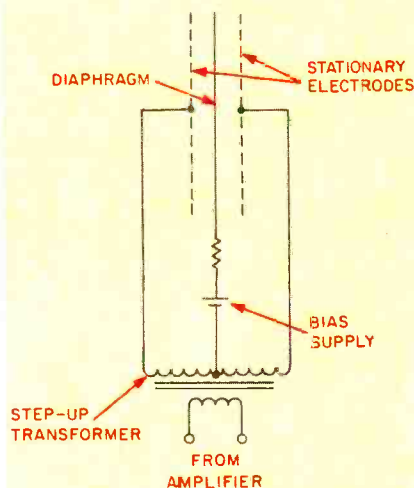 DIAPHRAGM
STATIONARY
ELECTRODES
BIAS
SUPPLY
STEP-UP
TRANSFORMER
FROM
AMPLIFIER